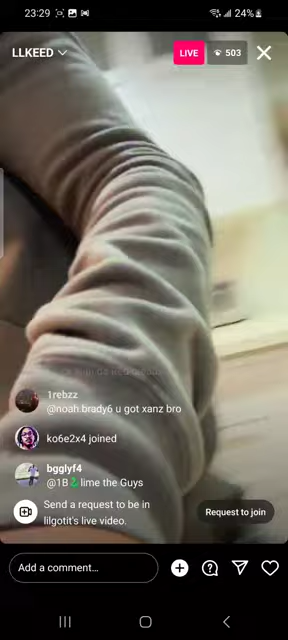 23:29
24%
LLKEED
LIVE
503
1rebzz
@noah.brady6 u got xanz bro
ko6e2x4 joined
bgglyf4
@1B🐉lime the Guys
Send a request to be in
lilgotit's live video.
Request to join
Add a comment...